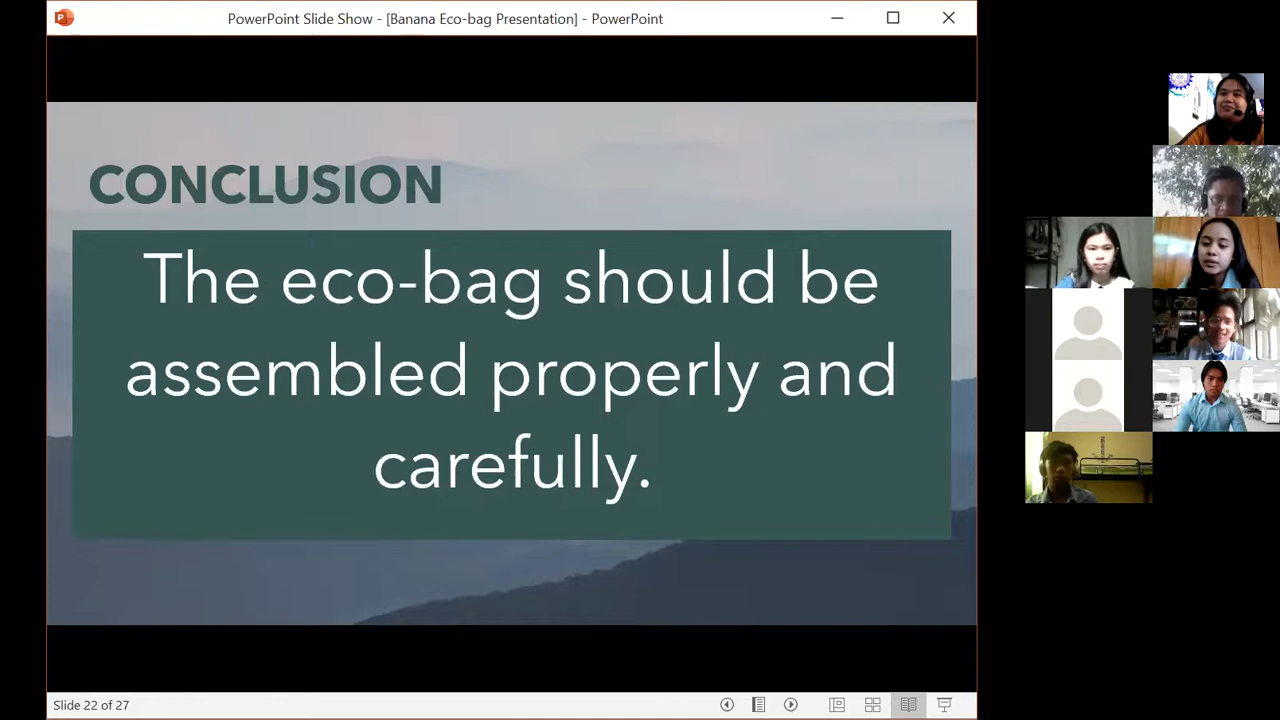 PowerPoint Slide Show - [Banana Eco-bag Presentation] - PowerPoint
CONCLUSION
The eco-bag should be
assembled properly and
carefully.
Slide 22 of 27